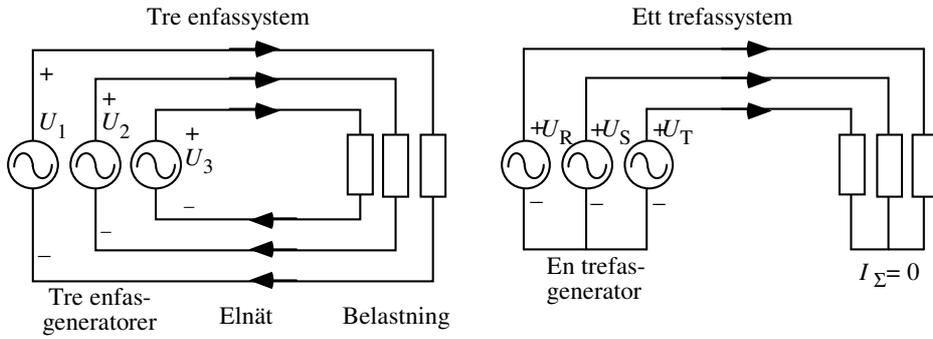 Tre enfassystem
+
+
+
U1
U2
U3
–
–
–
Tre enfas-
generatorer
Elnät
Belastning
Ett trefassystem
+UR
+US
+UT
–
–
–
En trefas-
generator
IΣ= 0